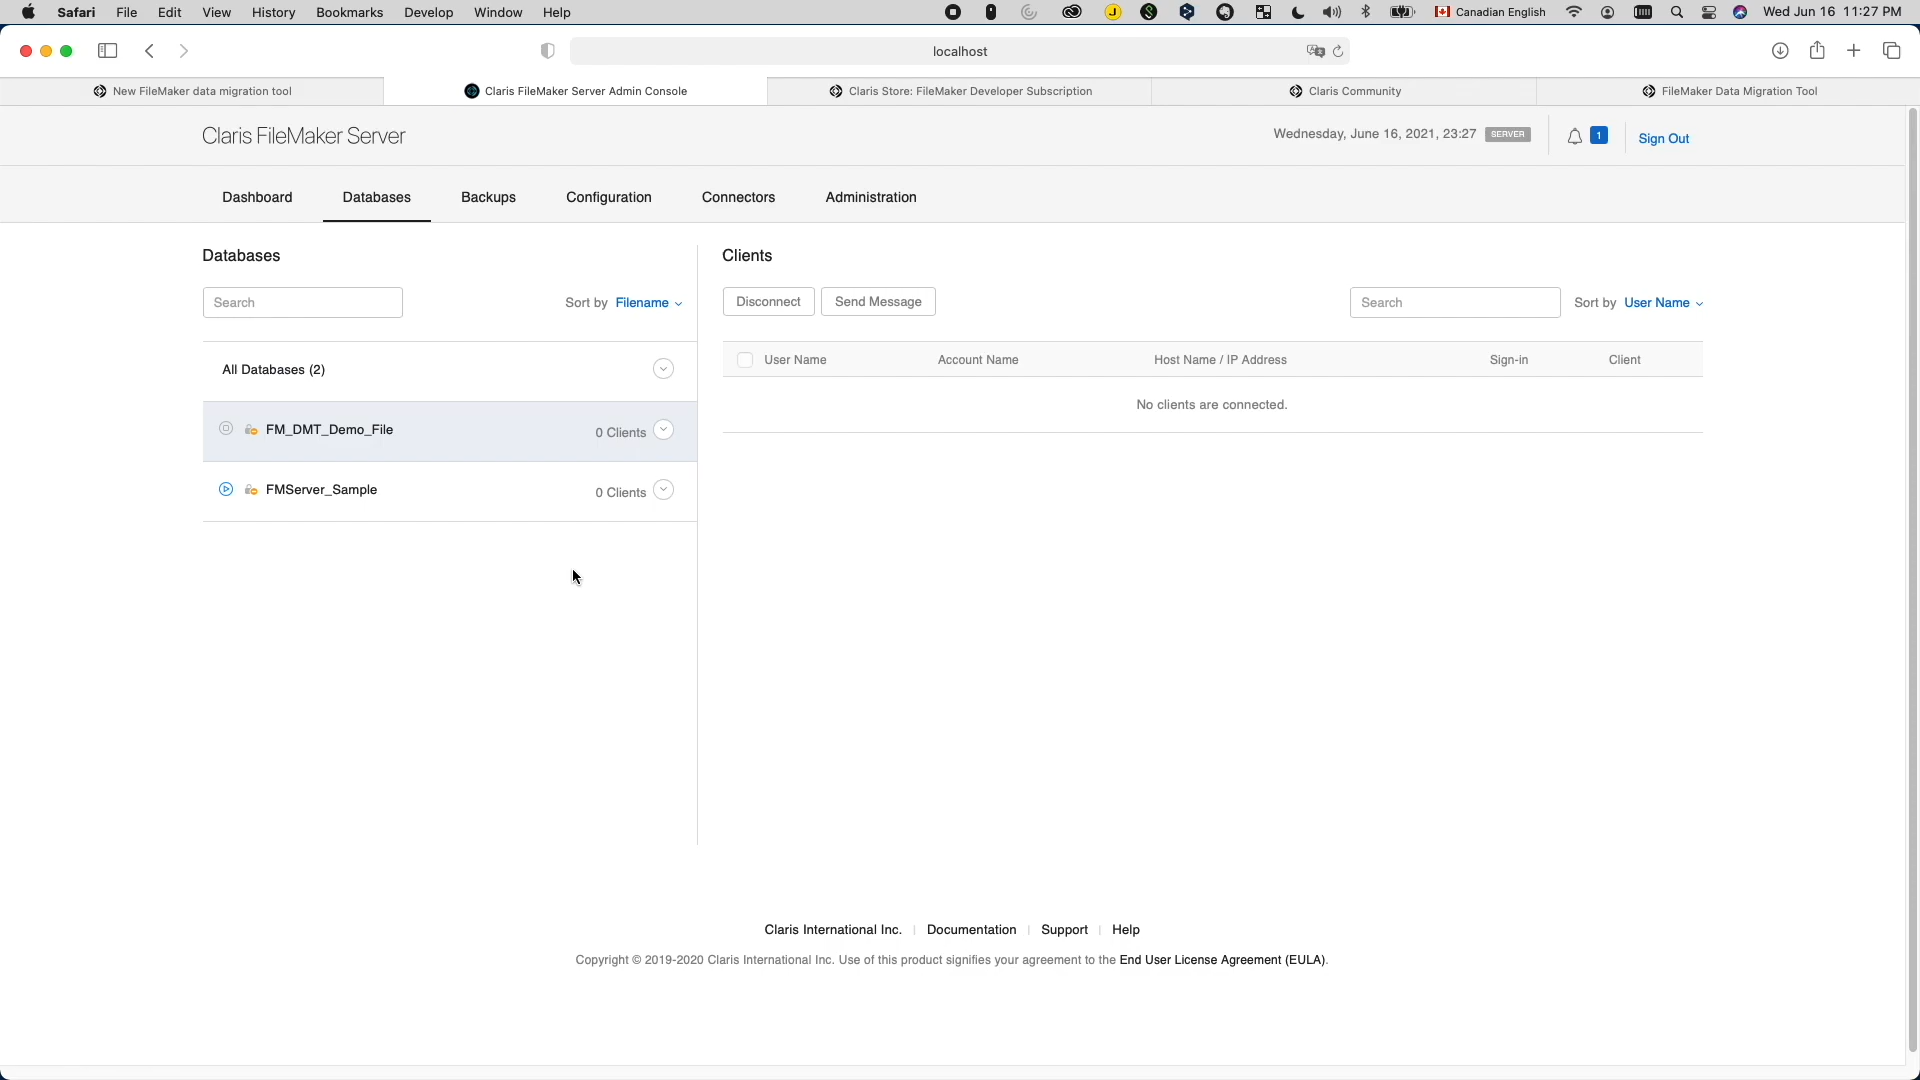 Safari File Edit View History Bookmarks Develop Window Help Canadian English Wed Jun 16 11:27 PM
localhost
New FileMaker data migration tool Claris FileMaker Server Admin Console Claris Store: FileMaker Developer Subscription Claris Community FileMaker Data Migration Tool
Claris FileMaker Server Wednesday, June 16, 2021, 23:27 SERVER 1 Sign Out
Dashboard Databases Backups Configuration Connectors Administration
Databases Clients
Search Sort by Filename Disconnect Send Message Search Sort by User Name
User Name Account Name Host Name / IP Address Sign-in Client
All Databases (2)
No clients are connected.
FM_DMT_Demo_File 0 Clients
FMServer_Sample 0 Clients
Claris International Inc. Documentation Support Help
Copyright © 2019-2020 Claris International Inc. Use of this product signifies your agreement to the End User License Agreement (EULA).